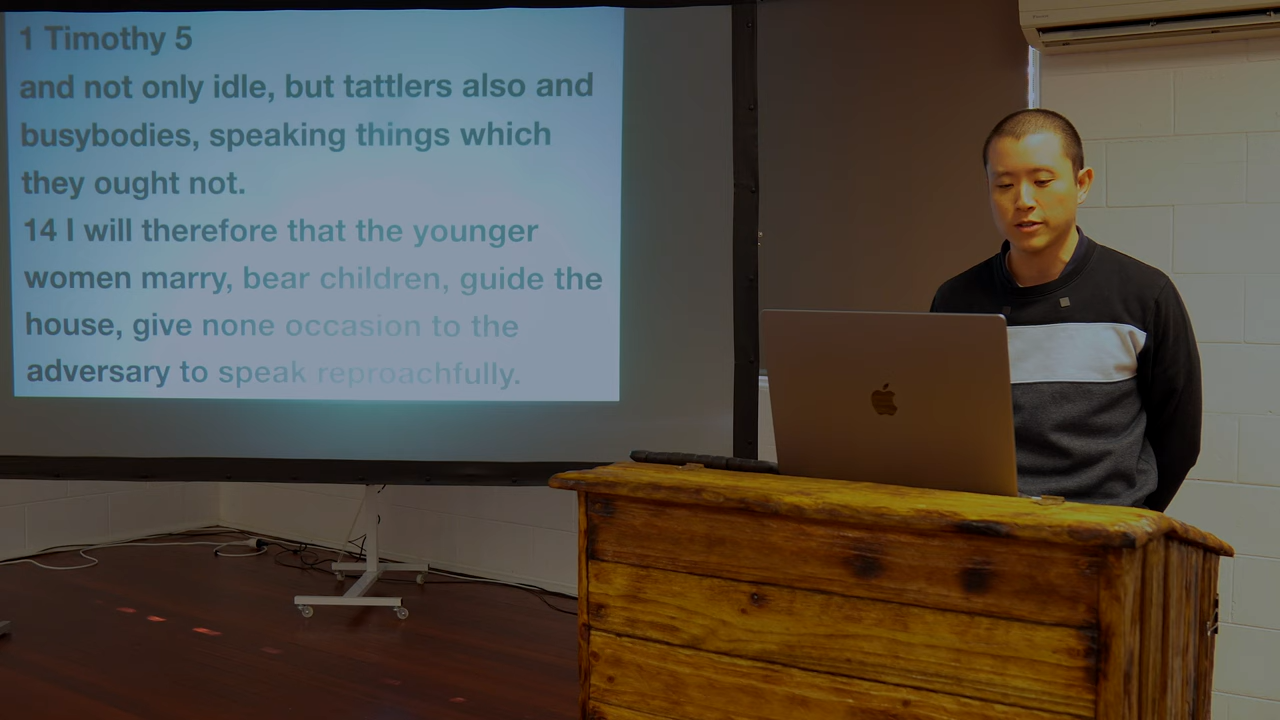 1 Timothy 5
and not only idle, but tattlers also and
busybodies, speaking things which
they ought not.
14 I will therefore that the younger
women marry, bear children, guide the
house, give none occasion to the
adversary to speak reproachfully.